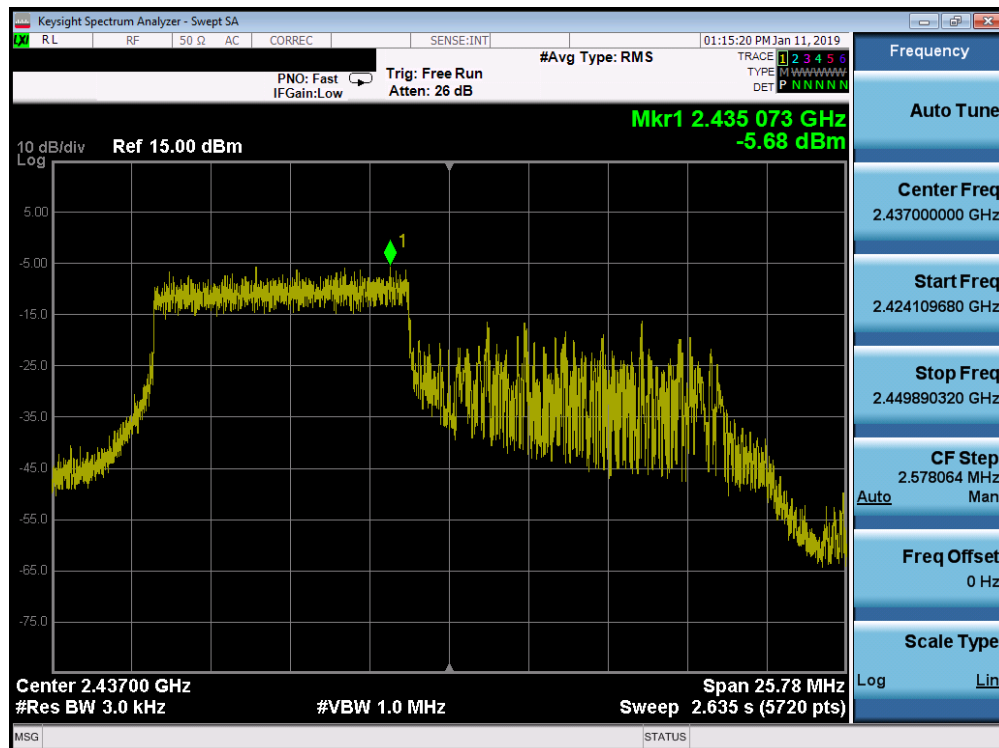 Keysight Spectrum Analyzer - Swept SA
LXI RL RF 50 Ω AC CORREC SENSE:INT 01:15:20 PM Jan 11, 2019
PNO: Fast Trig: Free Run #Avg Type: RMS TRACE 1 2 3 4 5 6
IFGain:Low Atten: 26 dB TYPE M WWWWW
DET P N N N N N
Mkr1 2.435 073 GHz
-5.68 dBm
10 dB/div Ref 15.00 dBm
Log
1
5.00
-5.00
-15.0
-25.0
-35.0
-45.0
-55.0
-65.0
-75.0
Center 2.43700 GHz Span 25.78 MHz
#Res BW 3.0 kHz #VBW 1.0 MHz Sweep 2.635 s (5720 pts)
MSG STATUS
Frequency
Auto Tune
Center Freq
2.437000000 GHz
Start Freq
2.424109680 GHz
Stop Freq
2.449890320 GHz
CF Step
2.578064 MHz
Auto Man
Freq Offset
0 Hz
Scale Type
Log Lin